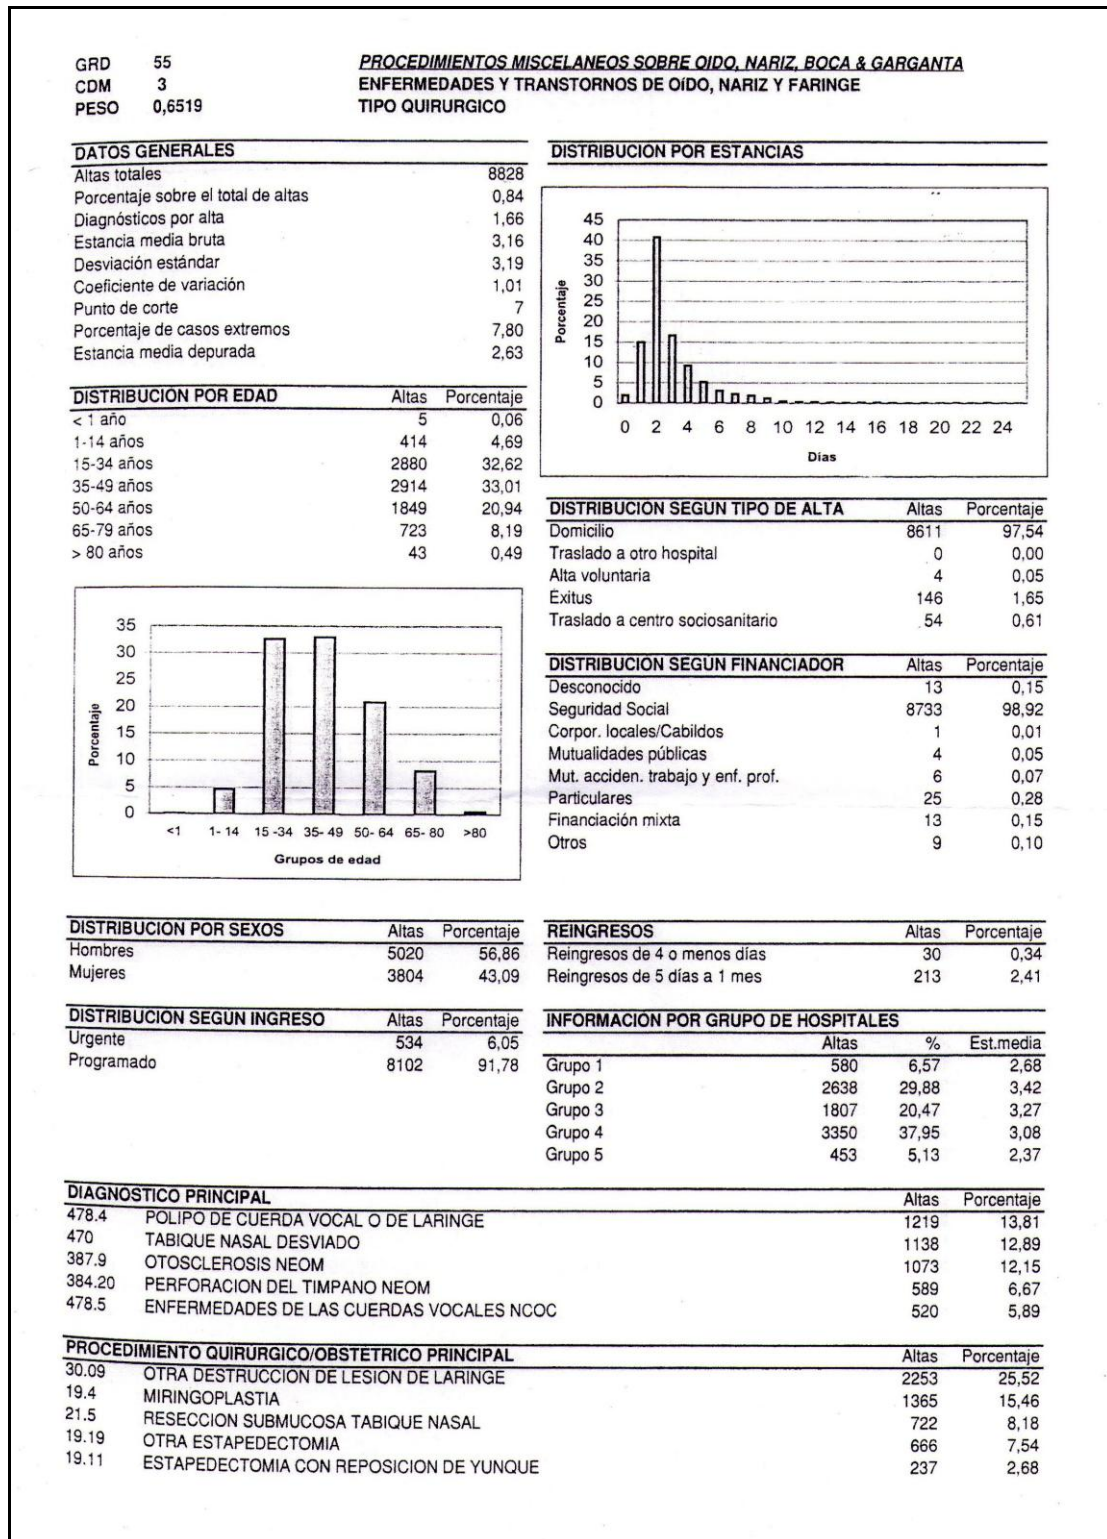 GRD 55 PROCEDIMIENTOS MISCELANEOS SOBRE OIDO, NARIZ, BOCA & GARGANTA
CDM 3 ENFERMEDADES Y TRANSTORNOS DE OíDO, NARIZ Y FARINGE
PESO 0,6519 TIPO QUIRURGICO
DATOS GENERALES
Altas totales 8828
Porcentaje sobre el total de altas 0,84
Diagnósticos por alta 1,66
Estancia media bruta 3,16
Desviación estándar 3,19
Coeficiente de variación 1,01
Punto de corte 7
Porcentaje de casos extremos 7,80
Estancia media depurada 2,63
DISTRIBUCION POR EDAD Altas Porcentaje
< 1 año 5 0,06
1-14 años 414 4,69
15-34 años 2880 32,62
35-49 años 2914 33,01
50-64 años 1849 20,94
65-79 años 723 8,19
> 80 años 43 0,49
35
30
25
20
15
10
5
0
Porcentaje
<1 1- 14 15 -34 35- 49 50- 64 65- 80 >80
Grupos de edad
DISTRIBUCION POR ESTANCIAS
45
40
35
30
25
20
15
10
5
0
Porcentaje
0 2 4 6 8 10 12 14 16 18 20 22 24
Días
DISTRIBUCION SEGUN TIPO DE ALTA Altas Porcentaje
Domicilio 8611 97,54
Traslado a otro hospital 0 0,00
Alta voluntaria 4 0,05
Exitus 146 1,65
Traslado a centro sociosanitario 54 0,61
DISTRIBUCION SEGÚN FINANCIADOR Altas Porcentaje
Desconocido 13 0,15
Seguridad Social 8733 98,92
Corpor. locales/Cabildos 1 0,01
Mutualidades públicas 4 0,05
Mut. acciden. trabajo y enf. prof. 6 0,07
Particulares 25 0,28
Financiación mixta 13 0,15
Otros 9 0,10
DISTRIBUCION POR SEXOS Altas Porcentaje
Hombres 5020 56,86
Mujeres 3804 43,09
REINGRESOS Altas Porcentaje
Reingresos de 4 o menos días 30 0,34
Reingresos de 5 días a 1 mes 213 2,41
DISTRIBUCION SEGUN INGRESO Altas Porcentaje
Urgente 534 6,05
Programado 8102 91,78
INFORMACION POR GRUPO DE HOSPITALES
Altas % Est.media
Grupo 1 580 6,57 2,68
Grupo 2 2638 29,88 3,42
Grupo 3 1807 20,47 3,27
Grupo 4 3350 37,95 3,08
Grupo 5 453 5,13 2,37
DIAGNOSTICO PRINCIPAL Altas Porcentaje
478.4 POLIPO DE CUERDA VOCAL O DE LARINGE 1219 13,81
470 TABIQUE NASAL DESVIADO 1138 12,89
387.9 OTOSCLEROSIS NEOM 1073 12,15
384.20 PERFORACION DEL TIMPANO NEOM 589 6,67
478.5 ENFERMEDADES DE LAS CUERDAS VOCALES NCOC 520 5,89
PROCEDIMIENTO QUIRURGICO/OBSTETRICO PRINCIPAL Altas Porcentaje
30.09 OTRA DESTRUCCION DE LESION DE LARINGE 2253 25,52
19.4 MIRINGOPLASTIA 1365 15,46
21.5 RESECCION SUBMUCOSA TABIQUE NASAL 722 8,18
19.19 OTRA ESTAPEDECTOMIA 666 7,54
19.11 ESTAPEDECTOMIA CON REPOSICION DE YUNQUE 237 2,68